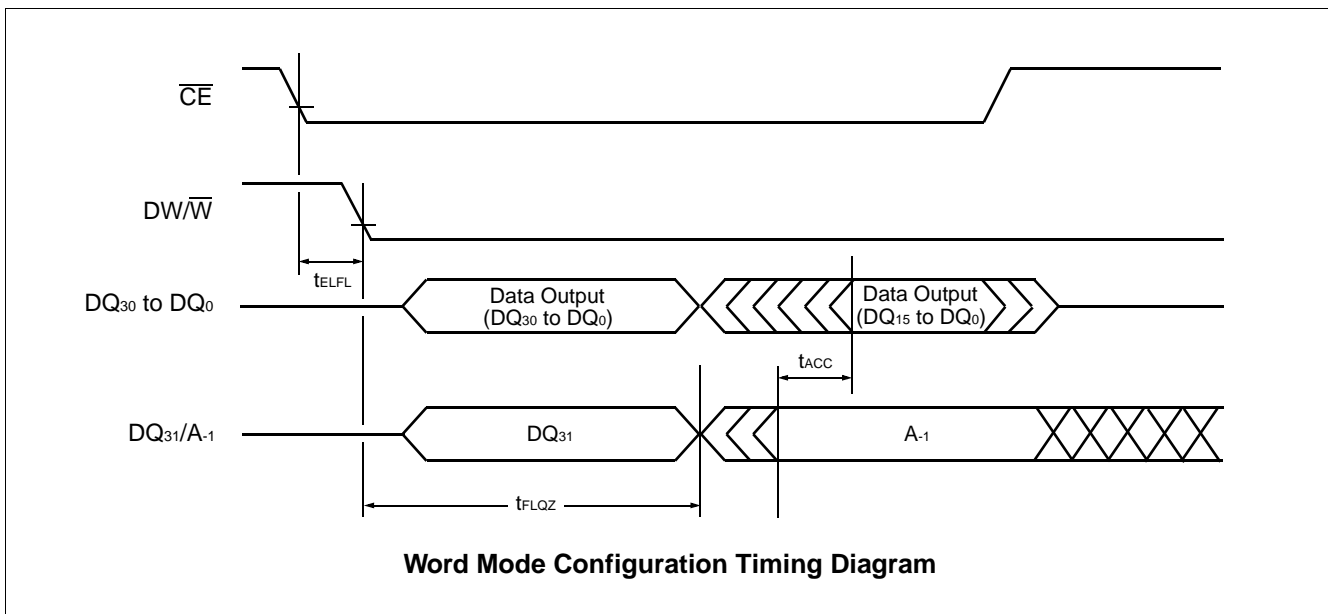 CE
DW/W
tELFL
DQ30 to DQ0
Data Output
(DQ30 to DQ0)
Data Output
(DQ15 to DQ0)
tACC
DQ31/A-1
DQ31
A-1
tFLQZ
Word Mode Configuration Timing Diagram